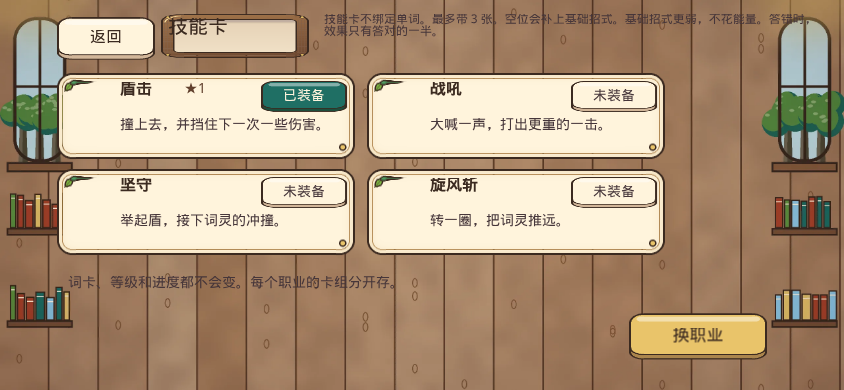 返回
技能卡
技能卡不绑定单词。最多带 3 张、空位会补上基础招式。基础招式更弱，不花能量。答错时，
效果只有答对的一半。
盾击 ★1 已装备
撞上去，并挡住下一次一些伤害。
战吼 未装备
大喊一声，打出更重的一击。
坚守 未装备
举起盾，接下词灵的冲撞。
旋风斩 未装备
转一圈，把词灵推远。
词卡、等级和进度都不会变。每个职业的卡组分开存。
换职业